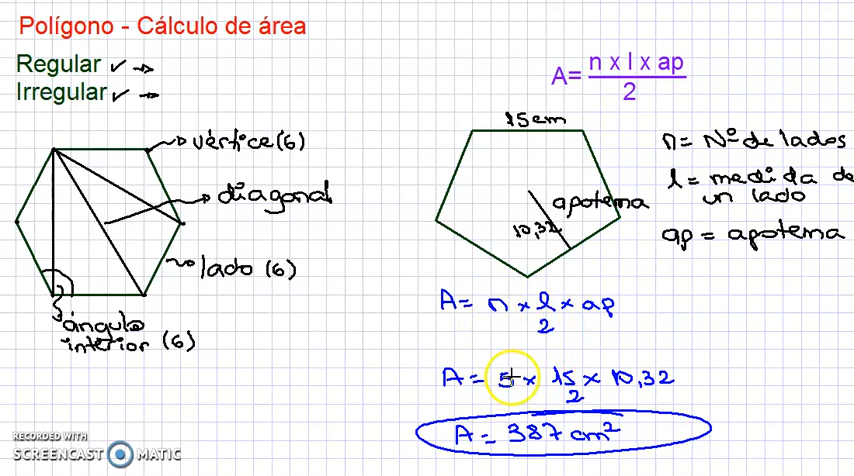 Polígono - Cálculo de área
Regular ✓ →
Irregular ✓ →
vértice (6)
diagonal
lado (6)
ángulo
interior (6)
A= n x l x ap
2
15cm
apotema
10,32
n = Nº de lados
l = medida de
un lado
ap = apotema
A = n x l x ap
2
A = 5 x 15 x 10,32
2
A = 387 cm²
RECORDED WITH
SCREENCAST MATIC